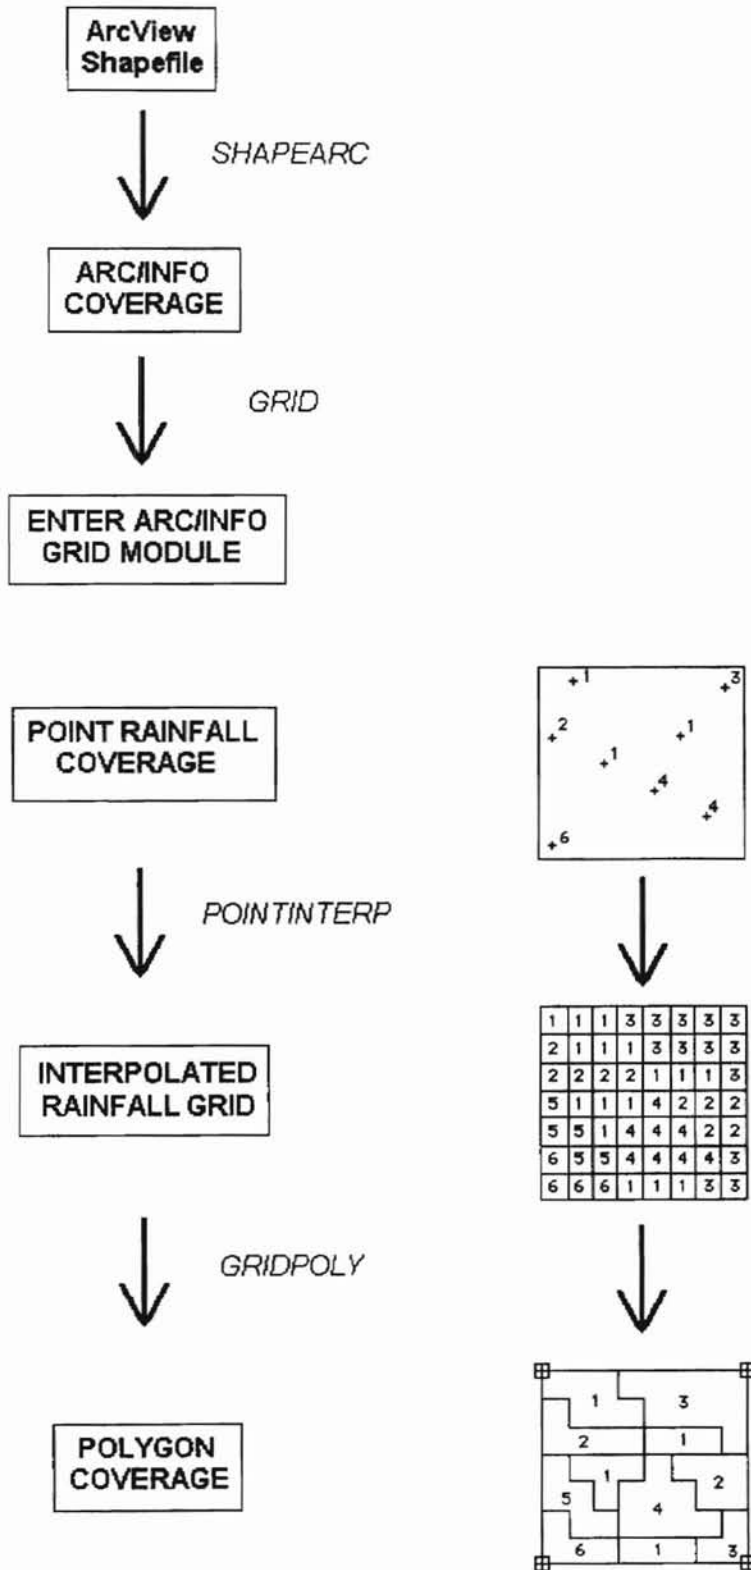 ArcView
Shapefile
SHAPEARC
ARC/INFO
COVERAGE
GRID
ENTER ARC/INFO
GRID MODULE
POINT RAINFALL
COVERAGE
1 3
2 1
1
4
4
6
POINTINTERP
INTERPOLATED
RAINFALL GRID
1 1 1 3 3 3 3 3
2 1 1 1 3 3 3 3
2 2 2 2 1 1 1 3
5 1 1 1 4 2 2 2
5 5 1 4 4 4 2 2
6 5 5 4 4 4 4 3
6 6 6 1 1 1 3 3
GRIDPOLY
POLYGON
COVERAGE
1 3
2 1
1 2
5 4
6 1 3